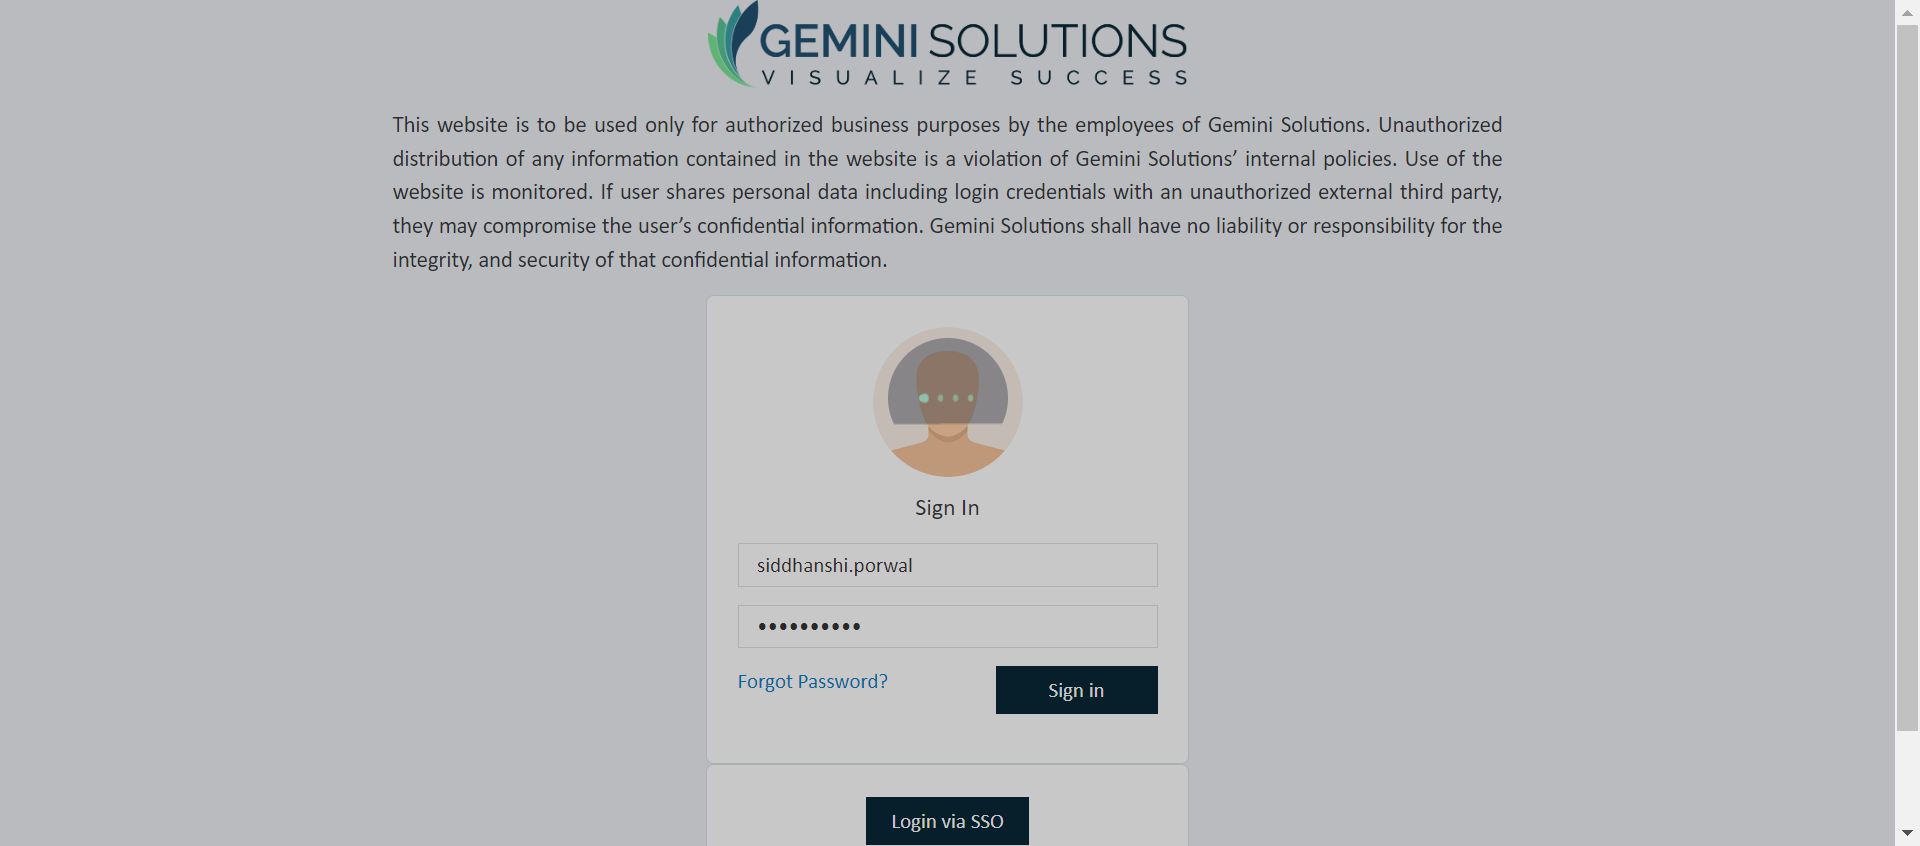 GEMINI SOLUTIONS
VISUALIZE SUCCESS
This website is to be used only for authorized business purposes by the employees of Gemini Solutions. Unauthorized
distribution of any information contained in the website is a violation of Gemini Solutions’ internal policies. Use of the
website is monitored. If user shares personal data including login credentials with an unauthorized external third party,
they may compromise the user’s confidential information. Gemini Solutions shall have no liability or responsibility for the
integrity, and security of that confidential information.
Sign In
siddhanshi.porwal
••••••••••
Forgot Password?
Sign in
Login via SSO